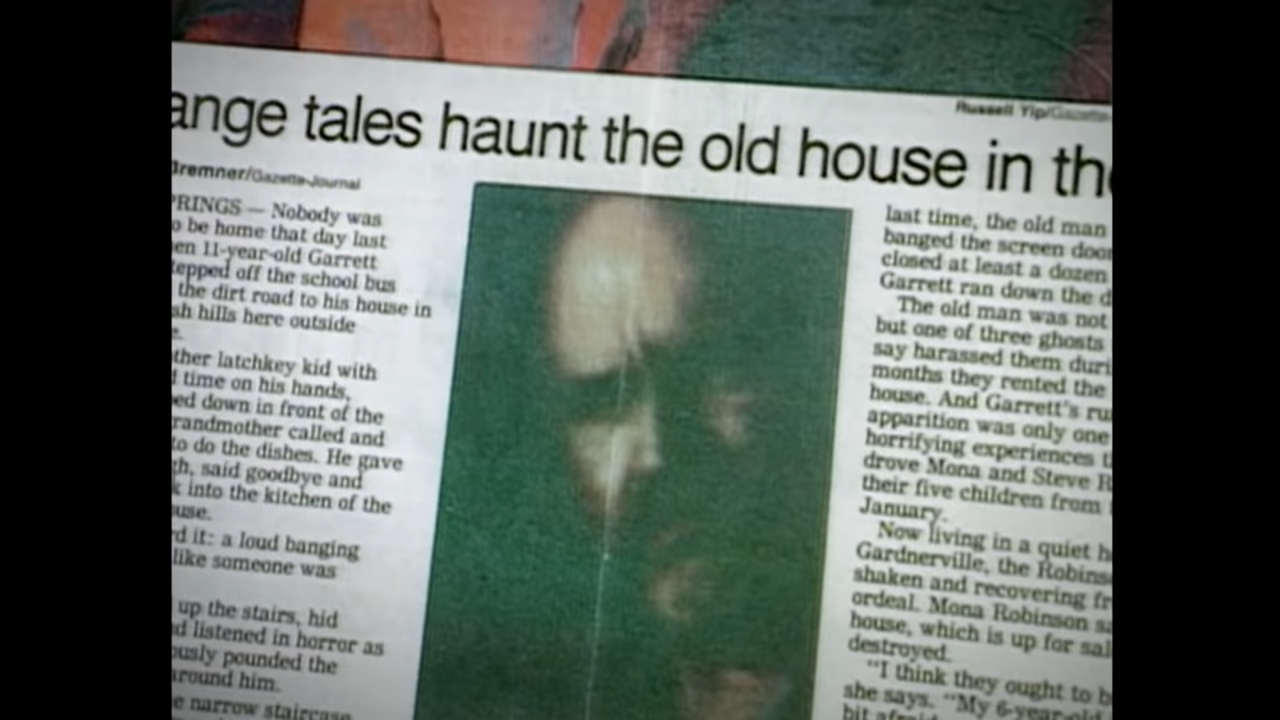 Russell Yip/Gazette-
ange tales haunt the old house in the
Bremner/Gazette-Journal
PRINGS — Nobody was
o be home that day last
en 11-year-old Garrett
tepped off the school bus
the dirt road to his house in
sh hills here outside
e.
ther latchkey kid with
d time on his hands,
ed down in front of the
randmother called and
to do the dishes. He gave
gh, said goodbye and
k into the kitchen of the
use.
rd it: a loud banging
like someone was
up the stairs, hid
nd listened in horror as
ously pounded the
around him.
e narrow staircase
last time, the old man
banged the screen door
closed at least a dozen
Garrett ran down the d
The old man was not
but one of three ghosts
say harassed them duri
months they rented the
house. And Garrett's ru
apparition was only one
horrifying experiences t
drove Mona and Steve R
their five children from
January.
Now living in a quiet h
Gardnerville, the Robins
shaken and recovering fr
ordeal. Mona Robinson sa
house, which is up for sal
destroyed.
"I think they ought to b
she says. "My 6-year-old
bit afraid